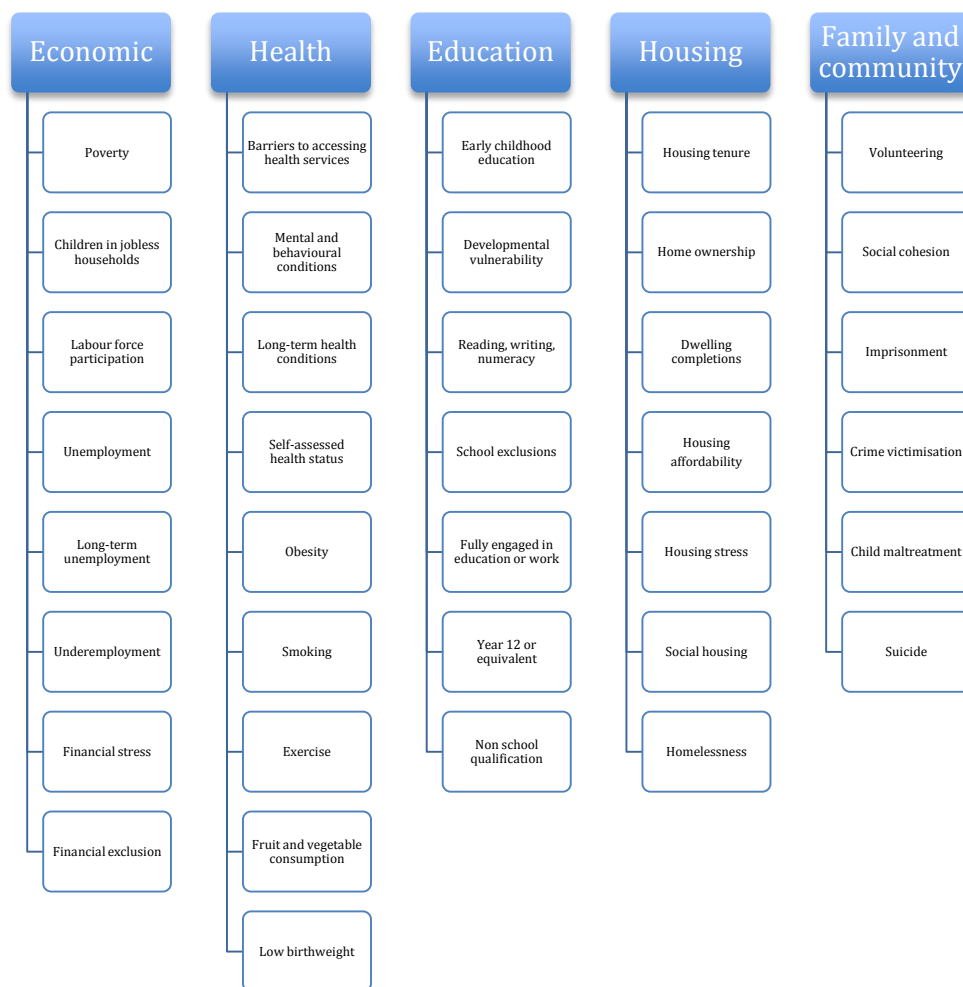 Economic
Poverty
Children in jobless
households
Labour force
participation
Unemployment
Long-term
unemployment
Underemployment
Financial stress
Financial exclusion
Health
Barriers to accessing
health services
Mental and
behavioural
conditions
Long-term health
conditions
Self-assessed
health status
Obesity
Smoking
Exercise
Fruit and vegetable
consumption
Low birthweight
Education
Early childhood
education
Developmental
vulnerability
Reading, writing,
numeracy
School exclusions
Fully engaged in
education or work
Year 12 or
equivalent
Non school
qualification
Housing
Housing tenure
Home ownership
Dwelling
completions
Housing
affordability
Housing stress
Social housing
Homelessness
Family and
community
Volunteering
Social cohesion
Imprisonment
Crime victimisation
Child maltreatment
Suicide